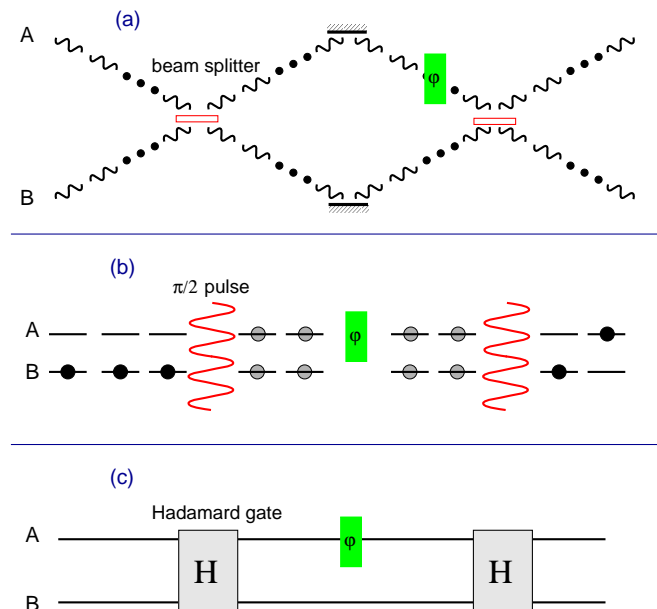 (a)
A
beam splitter
φ
B
(b)
π/2 pulse
A
φ
B
(c)
Hadamard gate
A
φ
H H
B